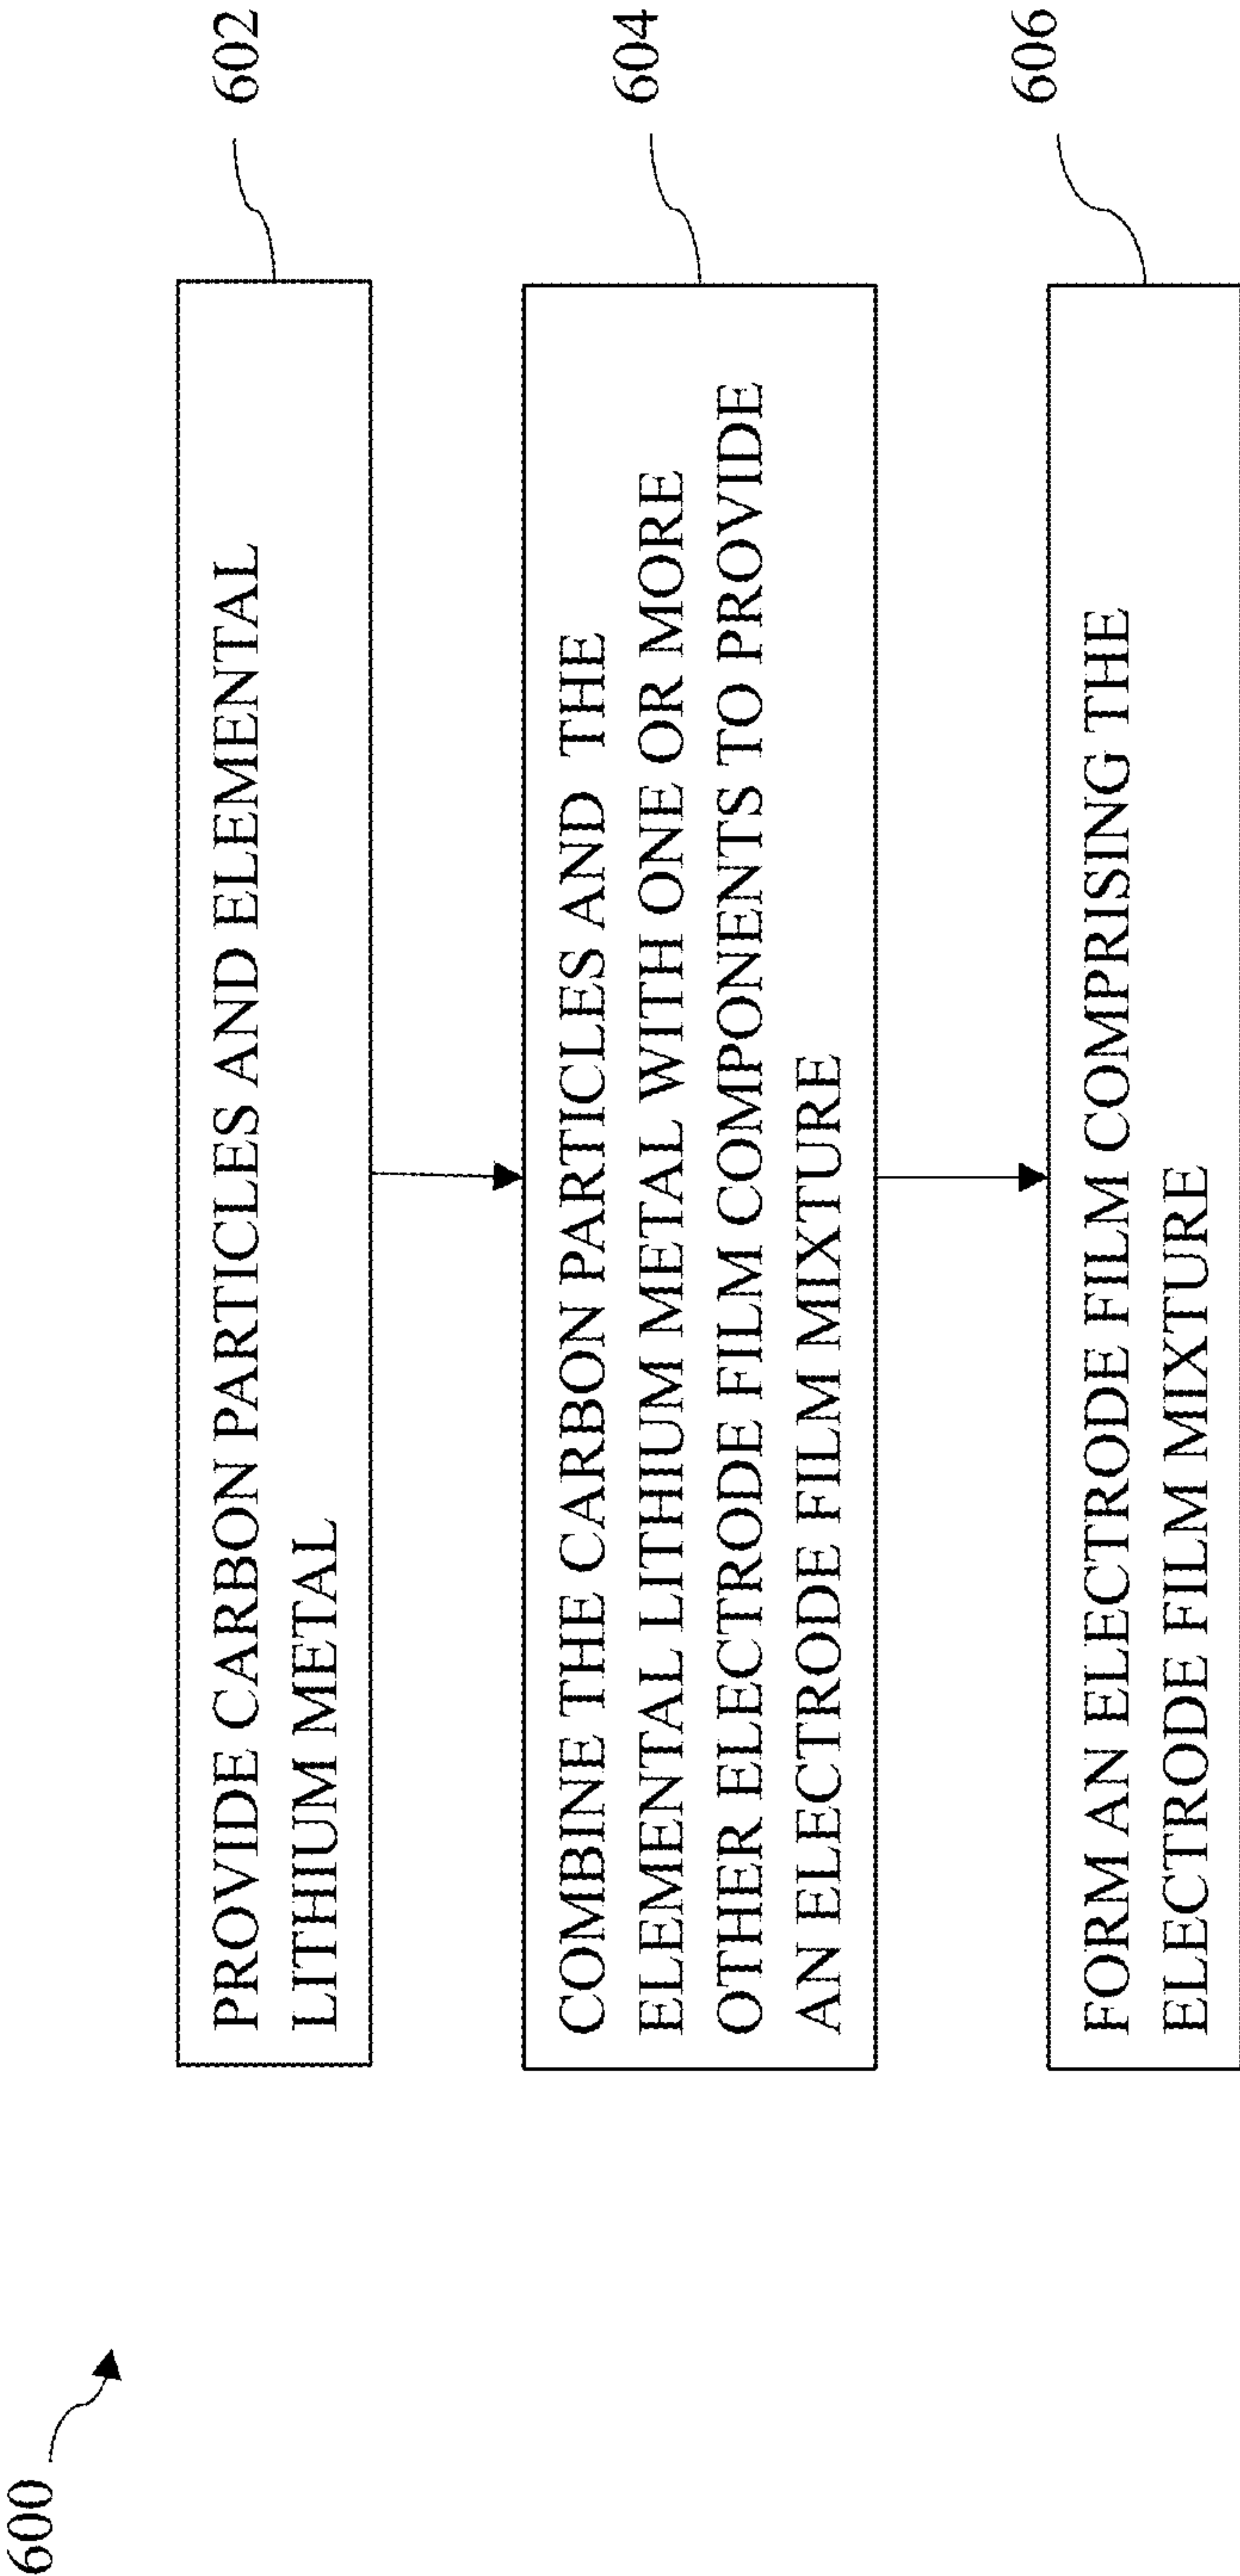 600
PROVIDE CARBON PARTICLES AND ELEMENTAL
LITHIUM METAL
602
COMBINE THE CARBON PARTICLES AND THE
ELEMENTAL LITHIUM METAL WITH ONE OR MORE
OTHER ELECTRODE FILM COMPONENTS TO PROVIDE
AN ELECTRODE FILM MIXTURE
604
FORM AN ELECTRODE FILM COMPRISING THE
ELECTRODE FILM MIXTURE
606